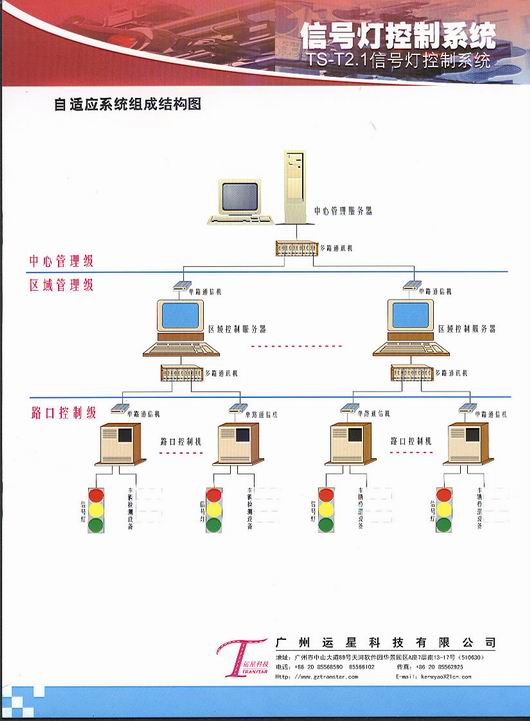 信号灯控制系统
TS-T2.1信号灯控制系统
自适应系统组成结构图
中心管理服务器
多路通讯机
中心管理级
区域管理级
单路通信机
单路通信机
区域控制服务器
区域控制服务器
多路通讯机
多路通讯机
路口控制级
单路通信机
单路通信机
单路通信机
单路通信机
路口控制机
路口控制机
信号灯
车辆检测设备
信号灯
车辆检测设备
信号灯
车辆检测设备
信号灯
车辆检测设备
运星科技
TRANSTAR
广州运星科技有限公司
地址：广州市中山大道89号天河软件园华景园区A座7层南13-17号（510630）
电话：+86 20 85568590 85566102 传真：+86 20 85562925
Http://www.gztranstar.com E-mail: